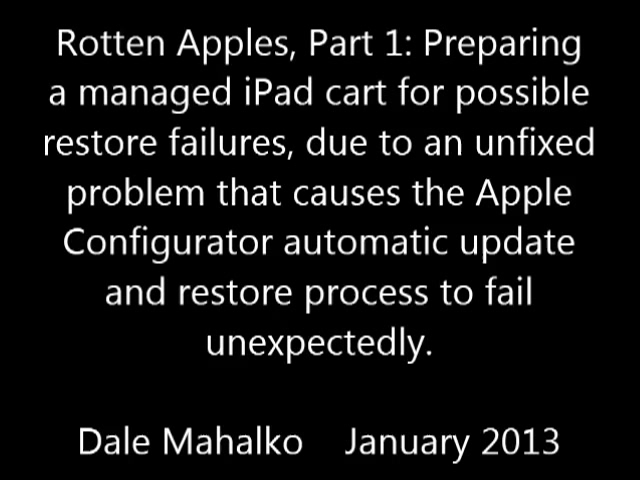 Rotten Apples, Part 1: Preparing
a managed iPad cart for possible
restore failures, due to an unfixed
problem that causes the Apple
Configurator automatic update
and restore process to fail
unexpectedly.
Dale Mahalko January 2013